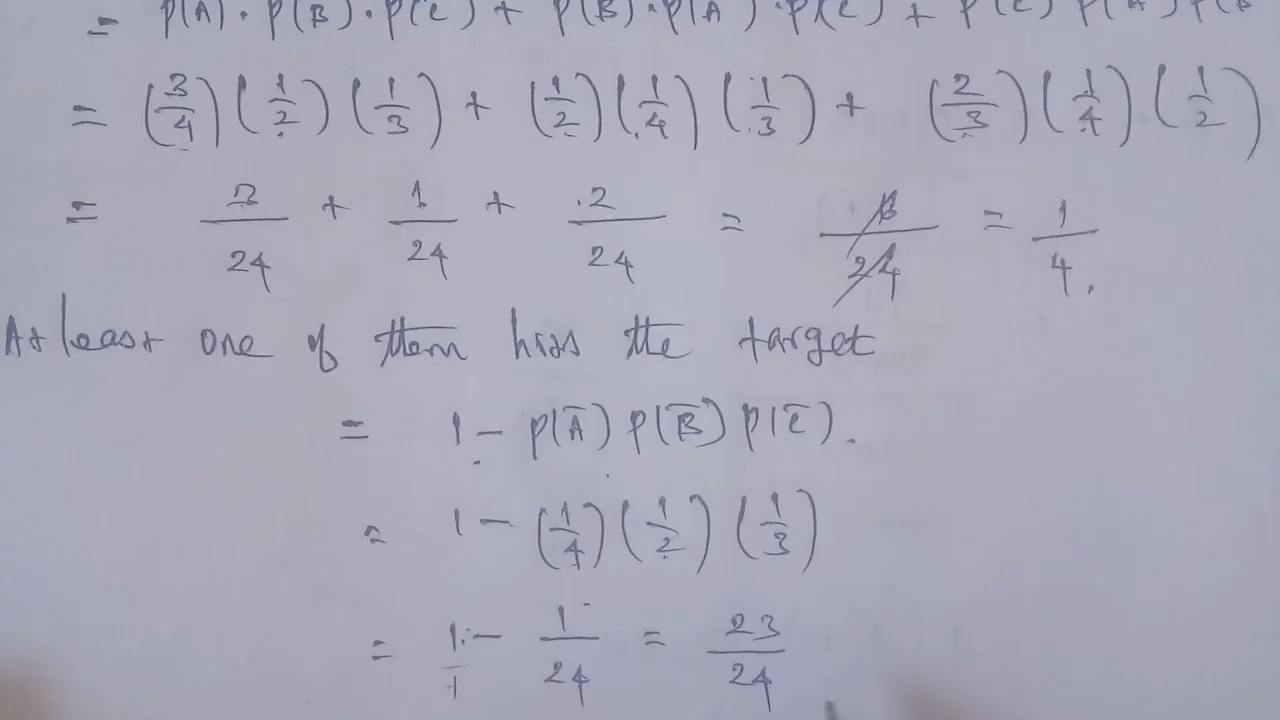 = P(A) · P(B̄) · P(C̄) + P(B) · P(Ā) · P(C̄) + P(C) P(Ā) P(B̄
= (3/4) (1/2) (1/3) + (1/2) (1/4) (1/3) + (2/3) (1/4) (1/2)
= 3/24 + 1/24 + 2/24 = 6/24 = 1/4.
At least one of them hits the target
= 1 - P(Ā) P(B̄) P(C̄).
= 1 - (1/4) (1/2) (1/3)
= 1/1 - 1/24 = 23/24